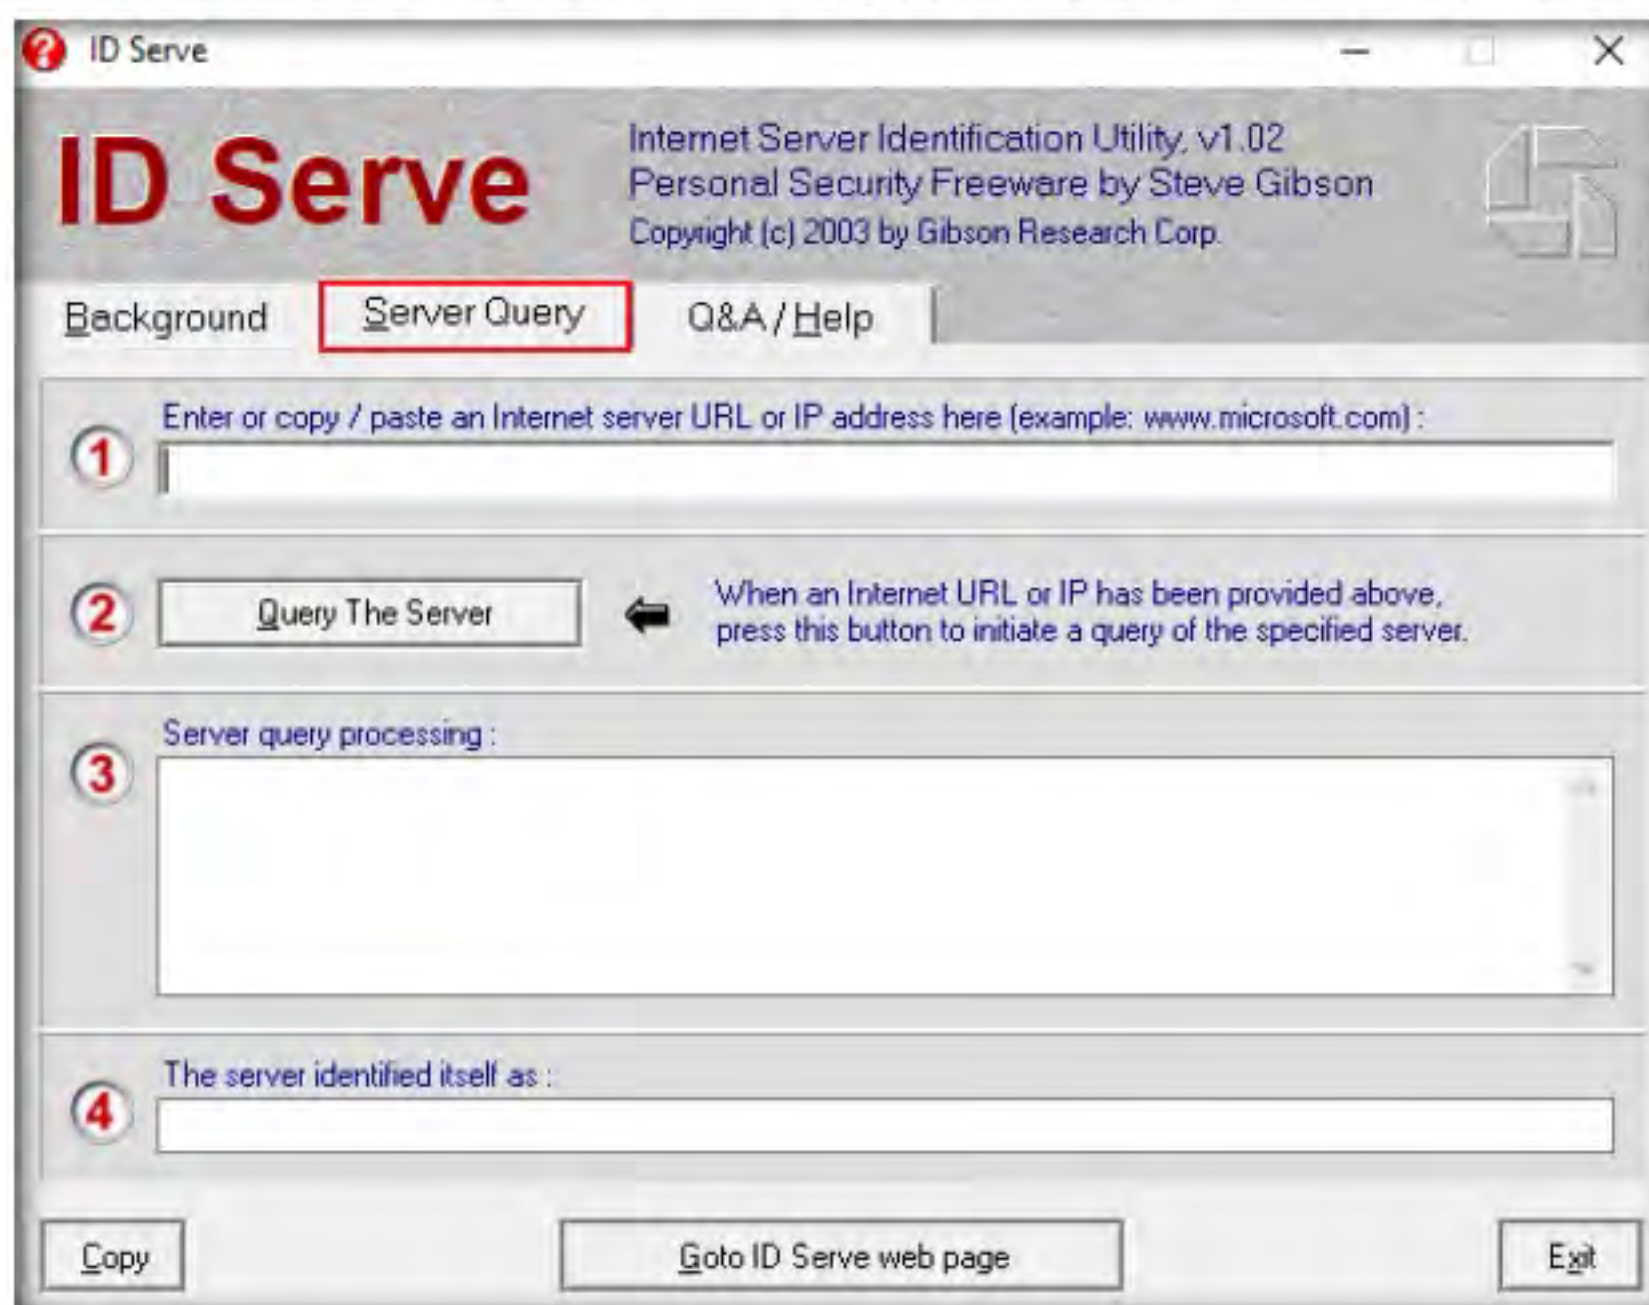 ID Serve
ID Serve
Internet Server Identification Utility, v1.02
Personal Security Freeware by Steve Gibson
Copyright (c) 2003 by Gibson Research Corp.
Background
Server Query
Q&A / Help
1
Enter or copy / paste an Internet server URL or IP address here (example: www.microsoft.com) :
2
Query The Server
When an Internet URL or IP has been provided above,
press this button to initiate a query of the specified server.
3
Server query processing :
4
The server identified itself as :
Copy
Goto ID Serve web page
Exit